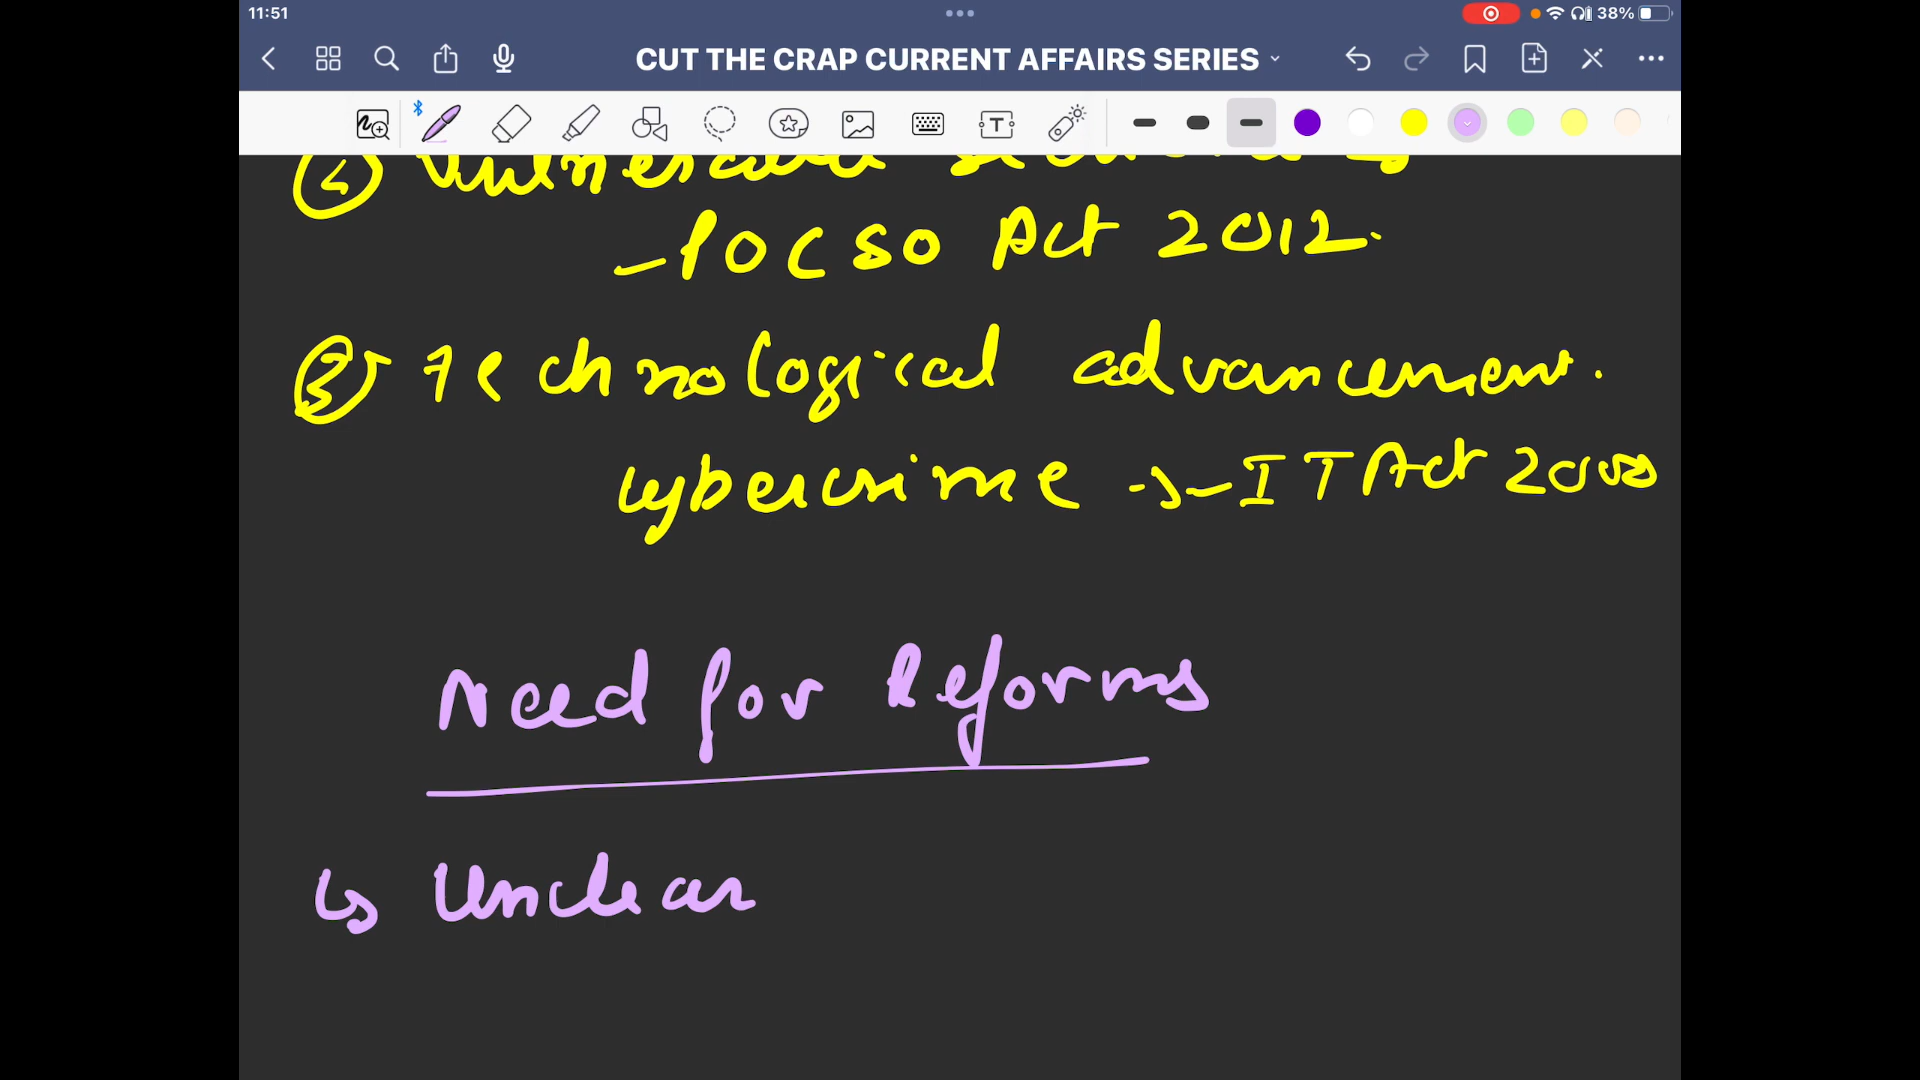 11:51
38%
CUT THE CRAP CURRENT AFFAIRS SERIES
Vulnerable
- POCSO Act 2012.
③ Technological advancement.
Cybercrime → - IT Act 2000
Need for Reforms
↳ Unclear